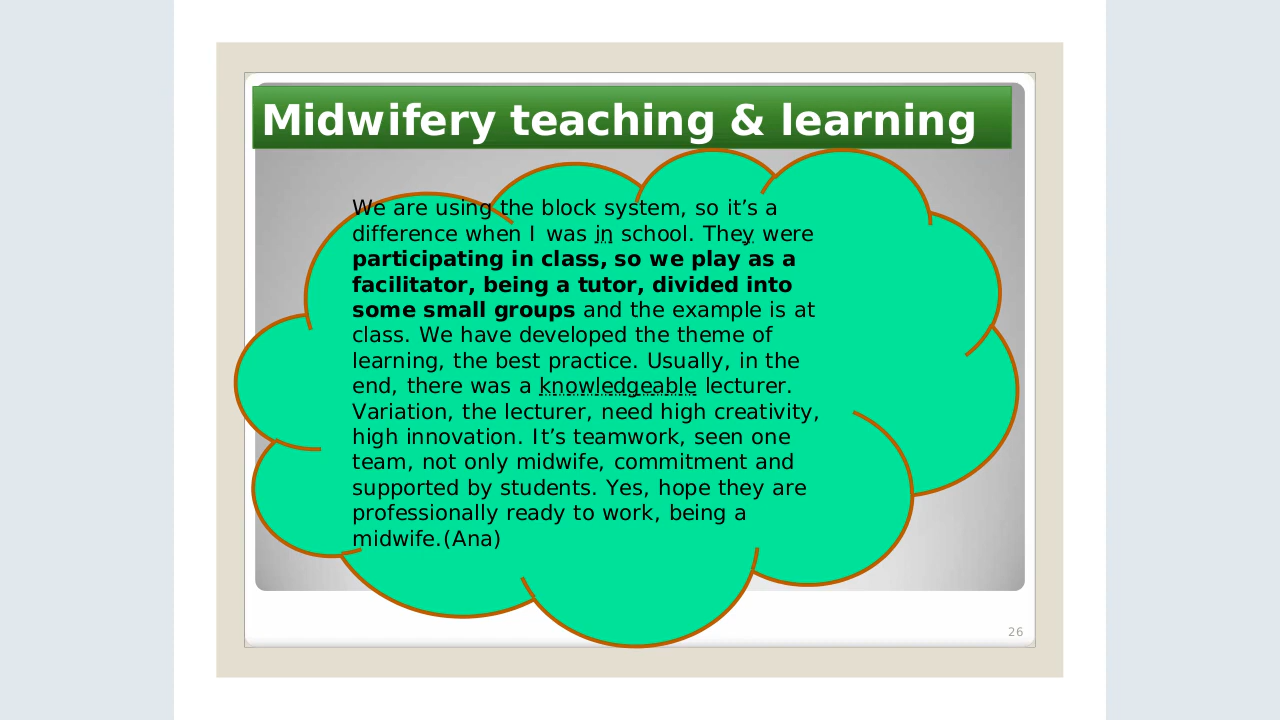 Midwifery teaching & learning
We are using the block system, so it’s a
difference when I was in school. They were
participating in class, so we play as a
facilitator, being a tutor, divided into
some small groups and the example is at
class. We have developed the theme of
learning, the best practice. Usually, in the
end, there was a knowledgeable lecturer.
Variation, the lecturer, need high creativity,
high innovation. It’s teamwork, seen one
team, not only midwife, commitment and
supported by students. Yes, hope they are
professionally ready to work, being a
midwife.(Ana)
26